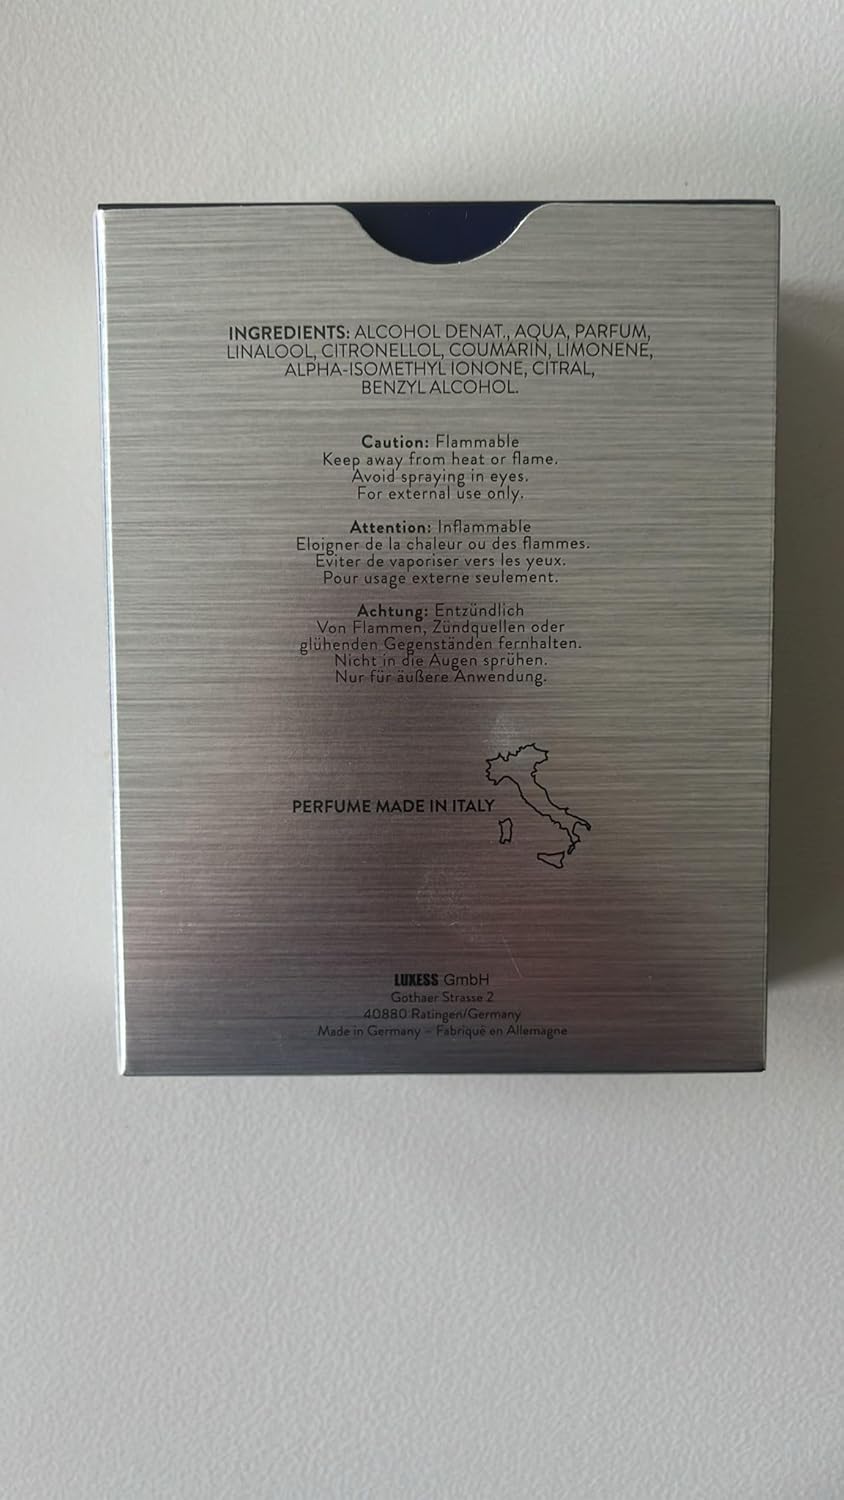 INGREDIENTS: ALCOHOL DENAT., AQUA, PARFUM,
LINALOOL, CITRONELLOL, COUMARIN, LIMONENE,
ALPHA-ISOMETHYL IONONE, CITRAL,
BENZYL ALCOHOL.
Caution: Flammable
Keep away from heat or flame.
Avoid spraying in eyes.
For external use only.
Attention: Inflammable
Eloigner de la chaleur ou des flammes.
Eviter de vaporiser vers les yeux.
Pour usage externe seulement.
Achtung: Entzündlich
Von Flammen, Zündquellen oder
glühenden Gegenständen fernhalten.
Nicht in die Augen sprühen.
Nur für äußere Anwendung.
PERFUME MADE IN ITALY
LUXESS GmbH
Gothaer Strasse 2
40880 Ratingen/Germany
Made in Germany – Fabriqué en Allemagne